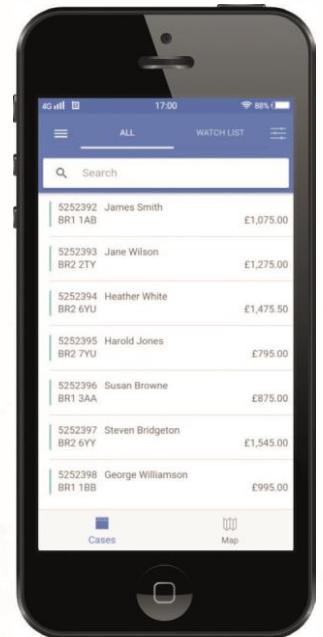 4G 17:00 88%
ALL WATCH LIST
Search
5252392 James Smith
BR1 1AB £1,075.00
5252393 Jane Wilson
BR2 2TY £1,275.00
5252394 Heather White
BR2 6YU £1,475.50
5252395 Harold Jones
BR2 7YU £795.00
5252396 Susan Browne
BR1 3AA £875.00
5252397 Steven Bridgeton
BR2 6YY £1,545.00
5252398 George Williamson
BR1 1BB £995.00
Cases Map